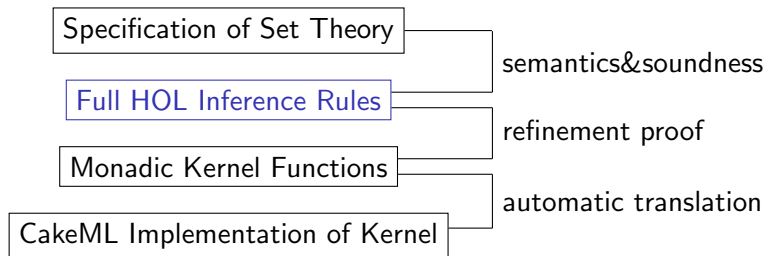 Specification of Set Theory
semantics&soundness
Full HOL Inference Rules
refinement proof
Monadic Kernel Functions
automatic translation
CakeML Implementation of Kernel